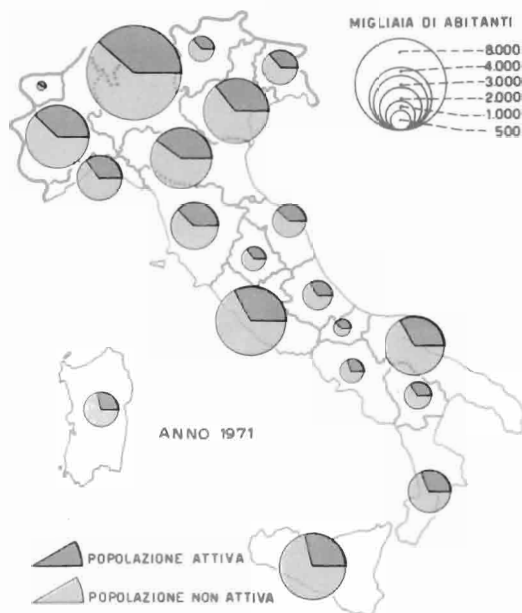 MIGLIAIA DI ABITANTI
8.000
4.000
3.000
2.000
1.000
500
ANNO 1971
POPOLAZIONE ATTIVA
POPOLAZIONE NON ATTIVA